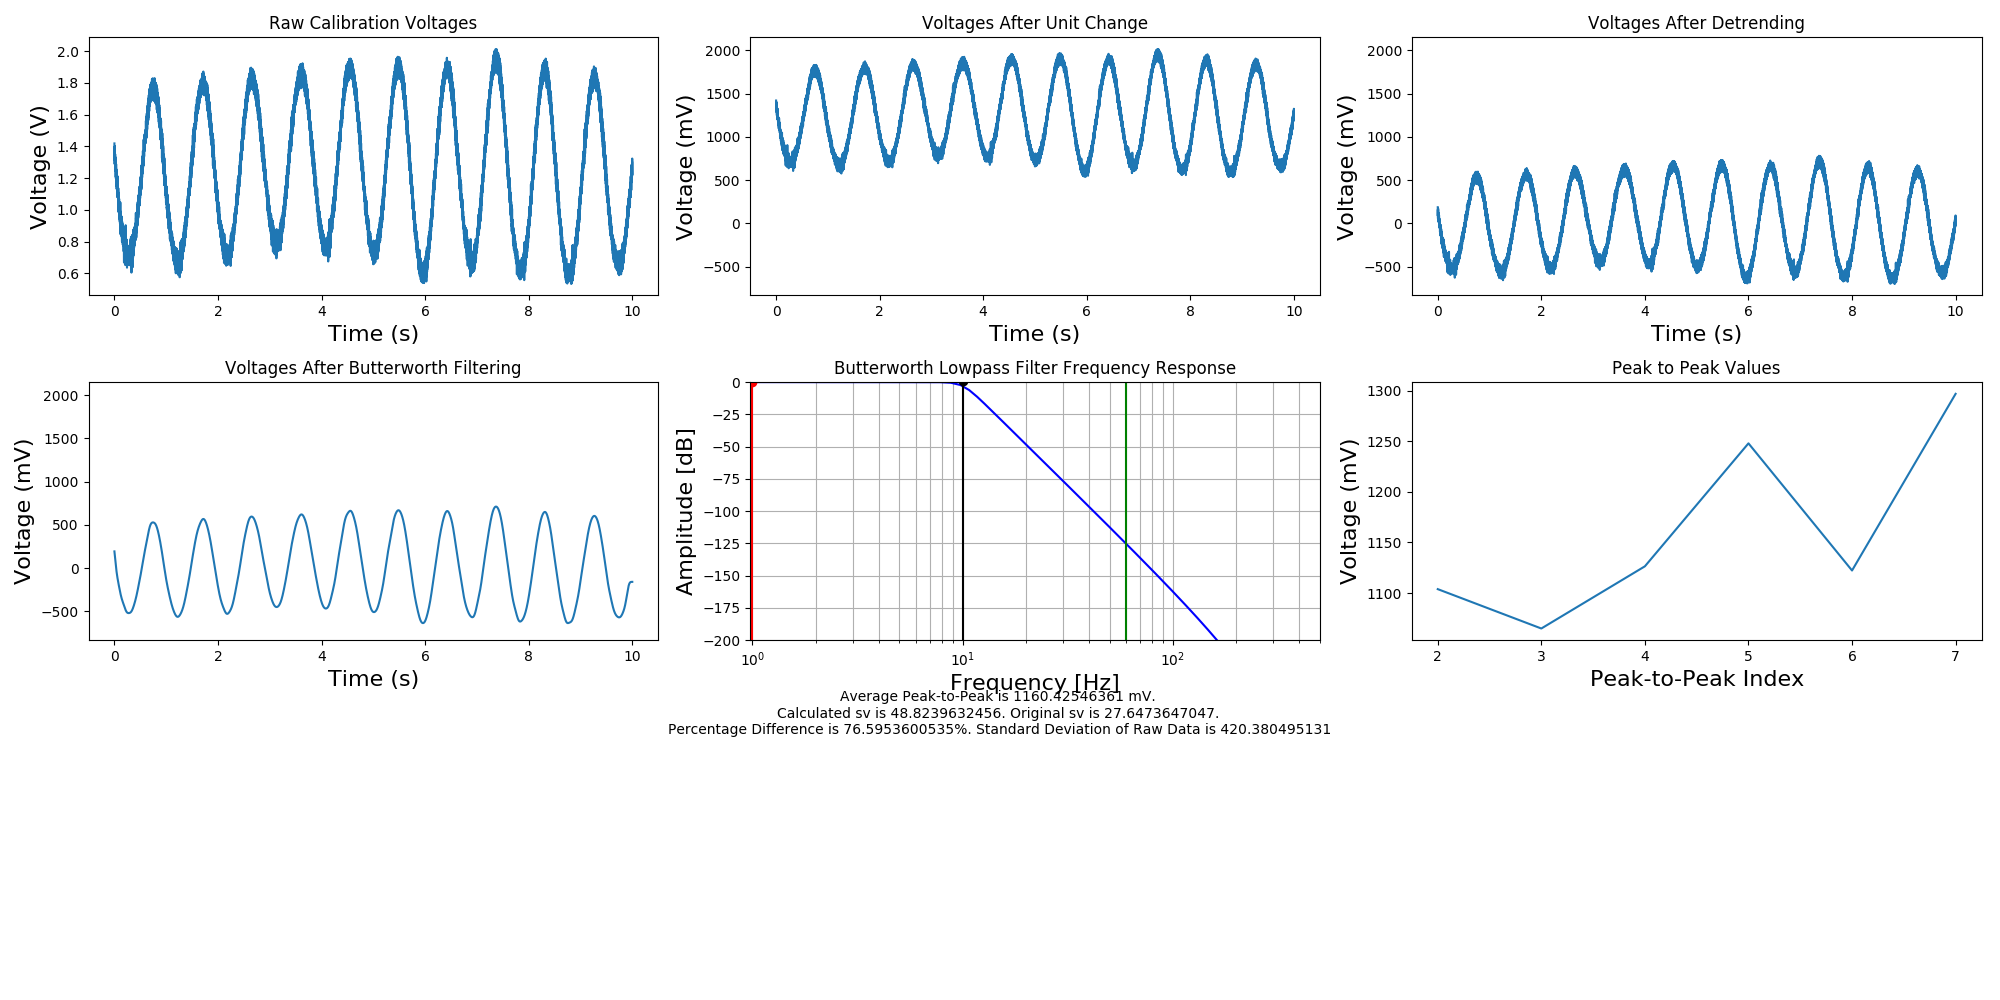 Raw Calibration Voltages
Voltage (V)
2.0
1.8
1.6
1.4
1.2
1.0
0.8
0.6
0 2 4 6 8 10
Time (s)
Voltages After Unit Change
Voltage (mV)
2000
1500
1000
500
0
−500
0 2 4 6 8 10
Time (s)
Voltages After Detrending
Voltage (mV)
2000
1500
1000
500
0
−500
0 2 4 6 8 10
Time (s)
Voltages After Butterworth Filtering
Voltage (mV)
2000
1500
1000
500
0
−500
0 2 4 6 8 10
Time (s)
Butterworth Lowpass Filter Frequency Response
Amplitude [dB]
0
−25
−50
−75
−100
−125
−150
−175
−200
10⁰ 10¹ 10²
Frequency [Hz]
Peak to Peak Values
Voltage (mV)
1300
1250
1200
1150
1100
2 3 4 5 6 7
Peak-to-Peak Index
Average Peak-to-Peak is 1160.42546361 mV.
Calculated sv is 48.8239632456. Original sv is 27.6473647047.
Percentage Difference is 76.5953600535%. Standard Deviation of Raw Data is 420.380495131